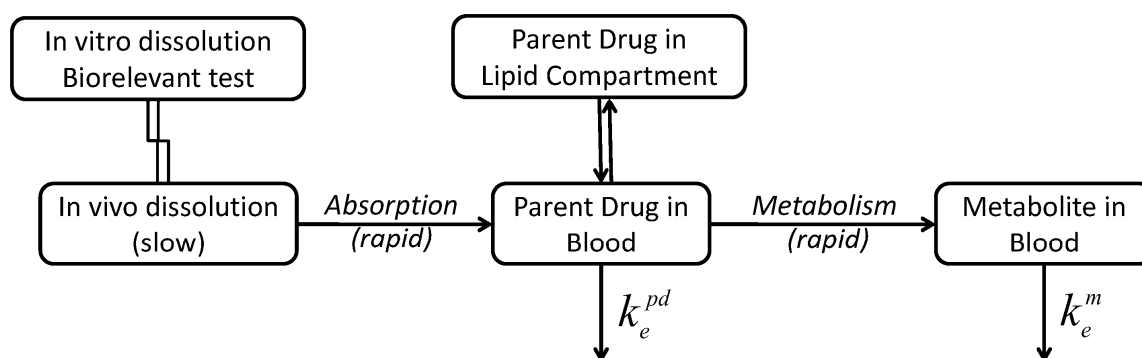 In vitro dissolution
Biorelevant test
Parent Drug in
Lipid Compartment
In vivo dissolution
(slow)
Absorption
(rapid)
Parent Drug in
Blood
Metabolism
(rapid)
Metabolite in
Blood
k_e^{pd}
k_e^{m}